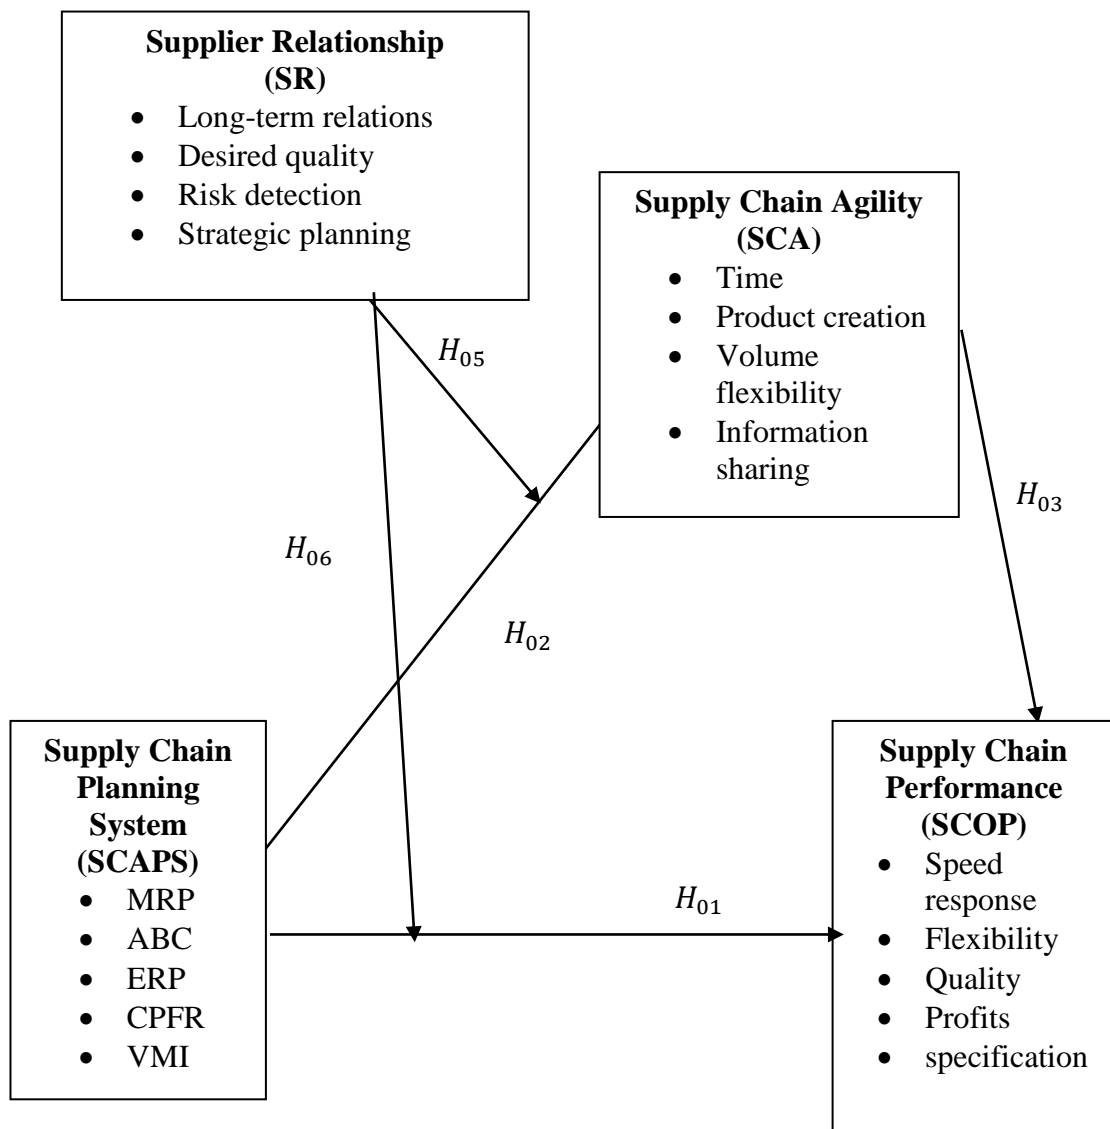 Supplier Relationship
(SR)
• Long-term relations
• Desired quality
• Risk detection
• Strategic planning
Supply Chain Agility
(SCA)
• Time
• Product creation
• Volume
flexibility
• Information
sharing
H₀₅
H₀₃
H₀₆
H₀₂
Supply Chain
Planning
System
(SCAPS)
• MRP
• ABC
• ERP
• CPFR
• VMI
H₀₁
Supply Chain
Performance
(SCOP)
• Speed
response
• Flexibility
• Quality
• Profits
• specification